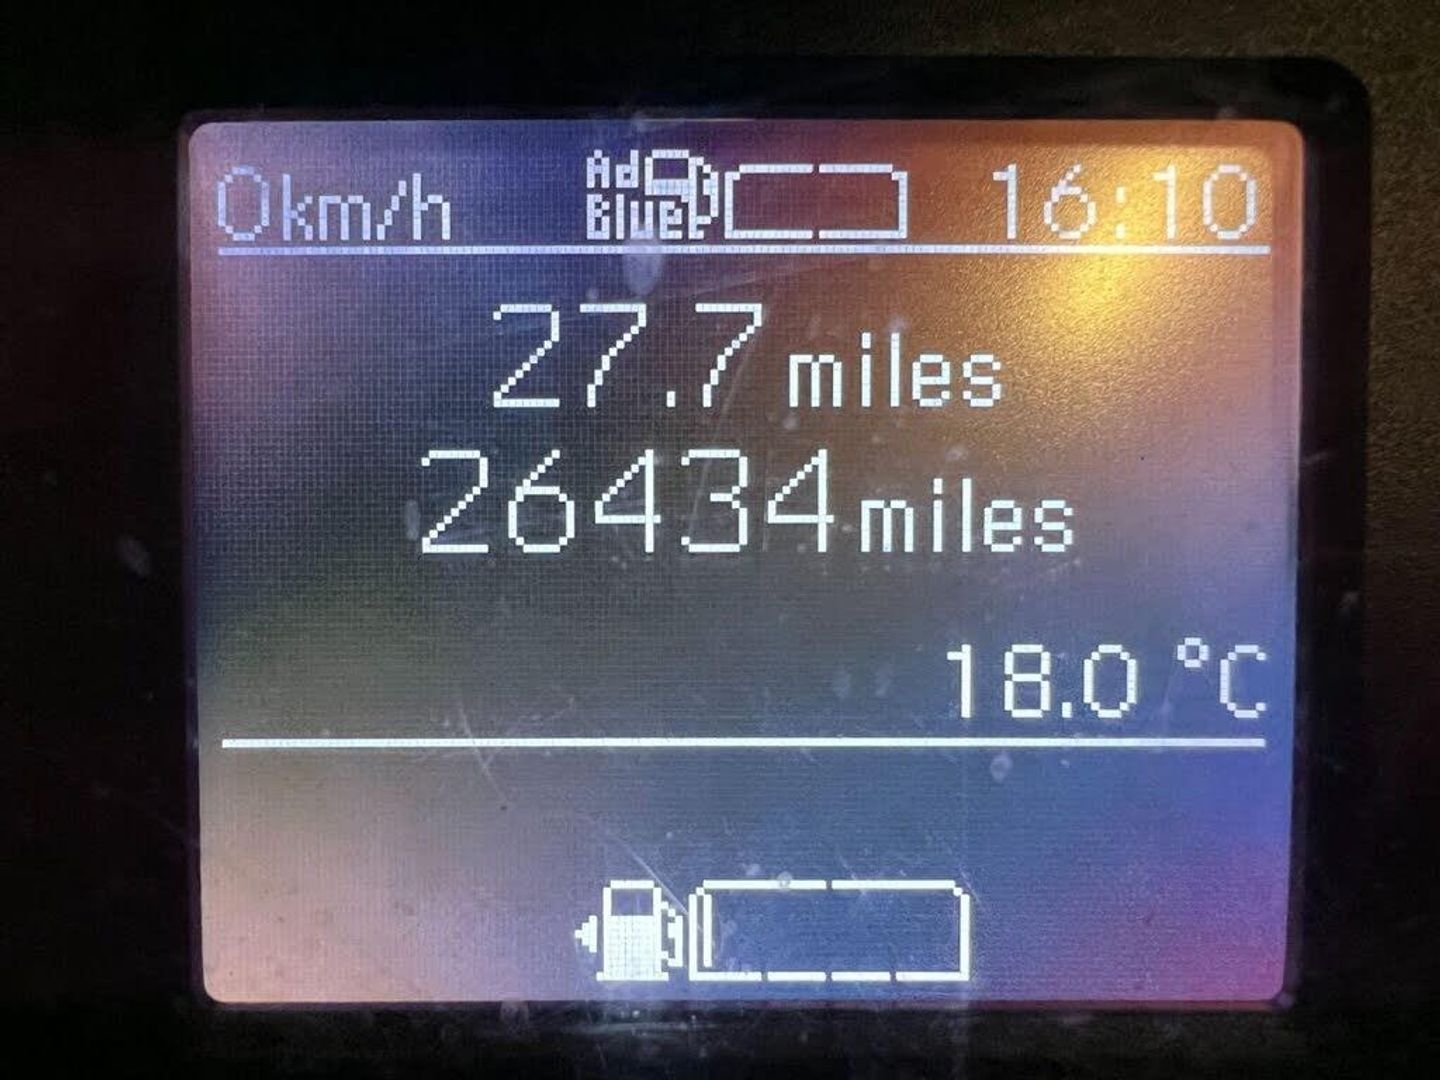 0km/h Ad Blue 16:10
27.7 miles
26434 miles
18.0 °C